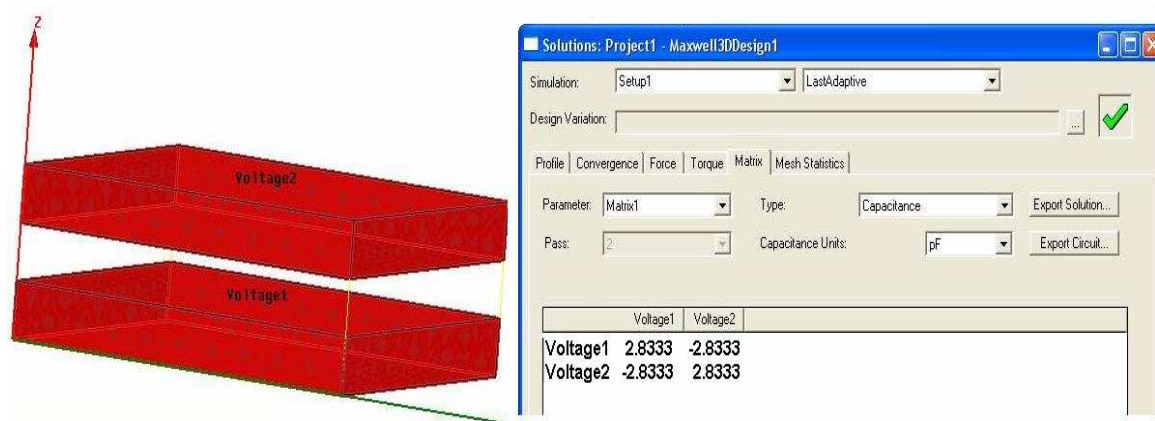 Z
Voltage2
Voltage1
Solutions: Project1 - Maxwell3DDesign1
Simulation: Setup1 LastAdaptive
Design Variation: ...
Profile Convergence Force Torque Matrix Mesh Statistics
Parameter: Matrix1 Type: Capacitance Export Solution...
Pass: 2 Capacitance Units: pF Export Circuit...
Voltage1 Voltage2
Voltage1 2.8333 -2.8333
Voltage2 -2.8333 2.8333